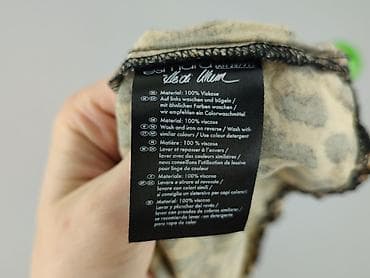 esmara
Heidi Klum
Material: 100% Viskose
Auf links waschen und bügeln /
mit ähnlichen Farben waschen /
wir empfehlen ein Colorwaschmittel
Material: 100% viscose
Wash and iron on reverse / Wash with
similar colours / Use colour detergent
Matière : 100 % viscose
Laver et repasser à l'envers /
laver avec des couleurs similaires /
nous conseillons l'utilisation de lessive
pour linge de couleur
Materiale: 100% viscosa
Lavare e stirare al rovescio /
lavare con colori simili /
si consiglia un detersivo per capi colorati
Material: 100% viscosa
Lavar y planchar del revés /
lavar con prendas de colores similares /
se recomienda lavar con detergente
para ropa de color